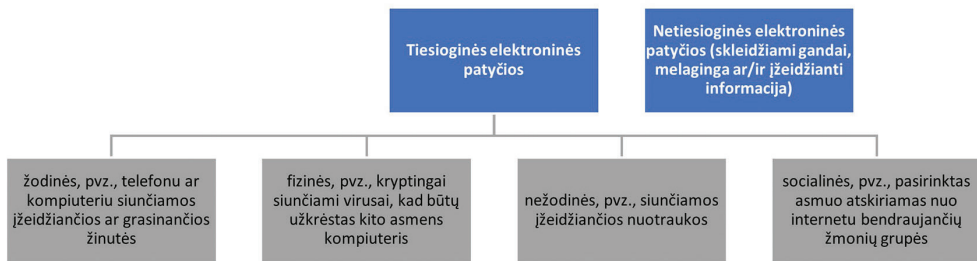 Tiesioginės elektroninės
patyčios
Netiesioginės elektroninės
patyčios (skleidžiami gandai,
melaginga ar/ir įžeidžianti
informacija)
žodinės, pvz., telefonu ar
kompiuteriu siunčiamos
įžeidžiančios ar grasinančios
žinutės
fizinės, pvz., kryptingai
siunčiami virusai, kad būtų
užkrėstas kito asmens
kompiuteris
nežodinės, pvz., siunčiamos
įžeidžiančios nuotraukos
socialinės, pvz., pasirinktas
asmuo atskiriamas nuo
internetu bendraujančių
žmonių grupės